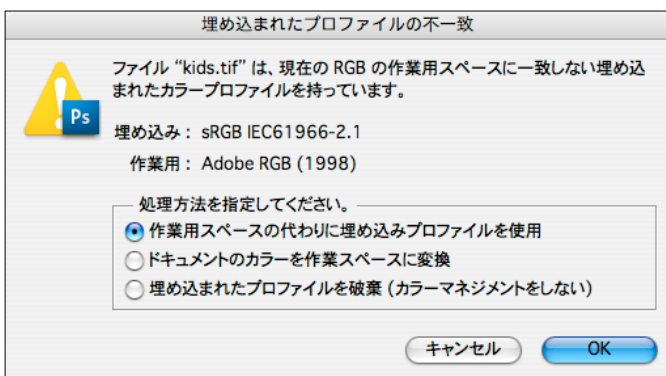 埋め込まれたプロファイルの不一致
ファイル “kids.tif” は、現在の RGB の作業用スペースに一致しない埋め込
まれたカラープロファイルを持っています。
Ps
埋め込み： sRGB IEC61966-2.1
作業用： Adobe RGB (1998)
処理方法を指定してください。
作業用スペースの代わりに埋め込みプロファイルを使用
ドキュメントのカラーを作業スペースに変換
埋め込まれたプロファイルを破棄 (カラーマネジメントをしない)
キャンセル OK